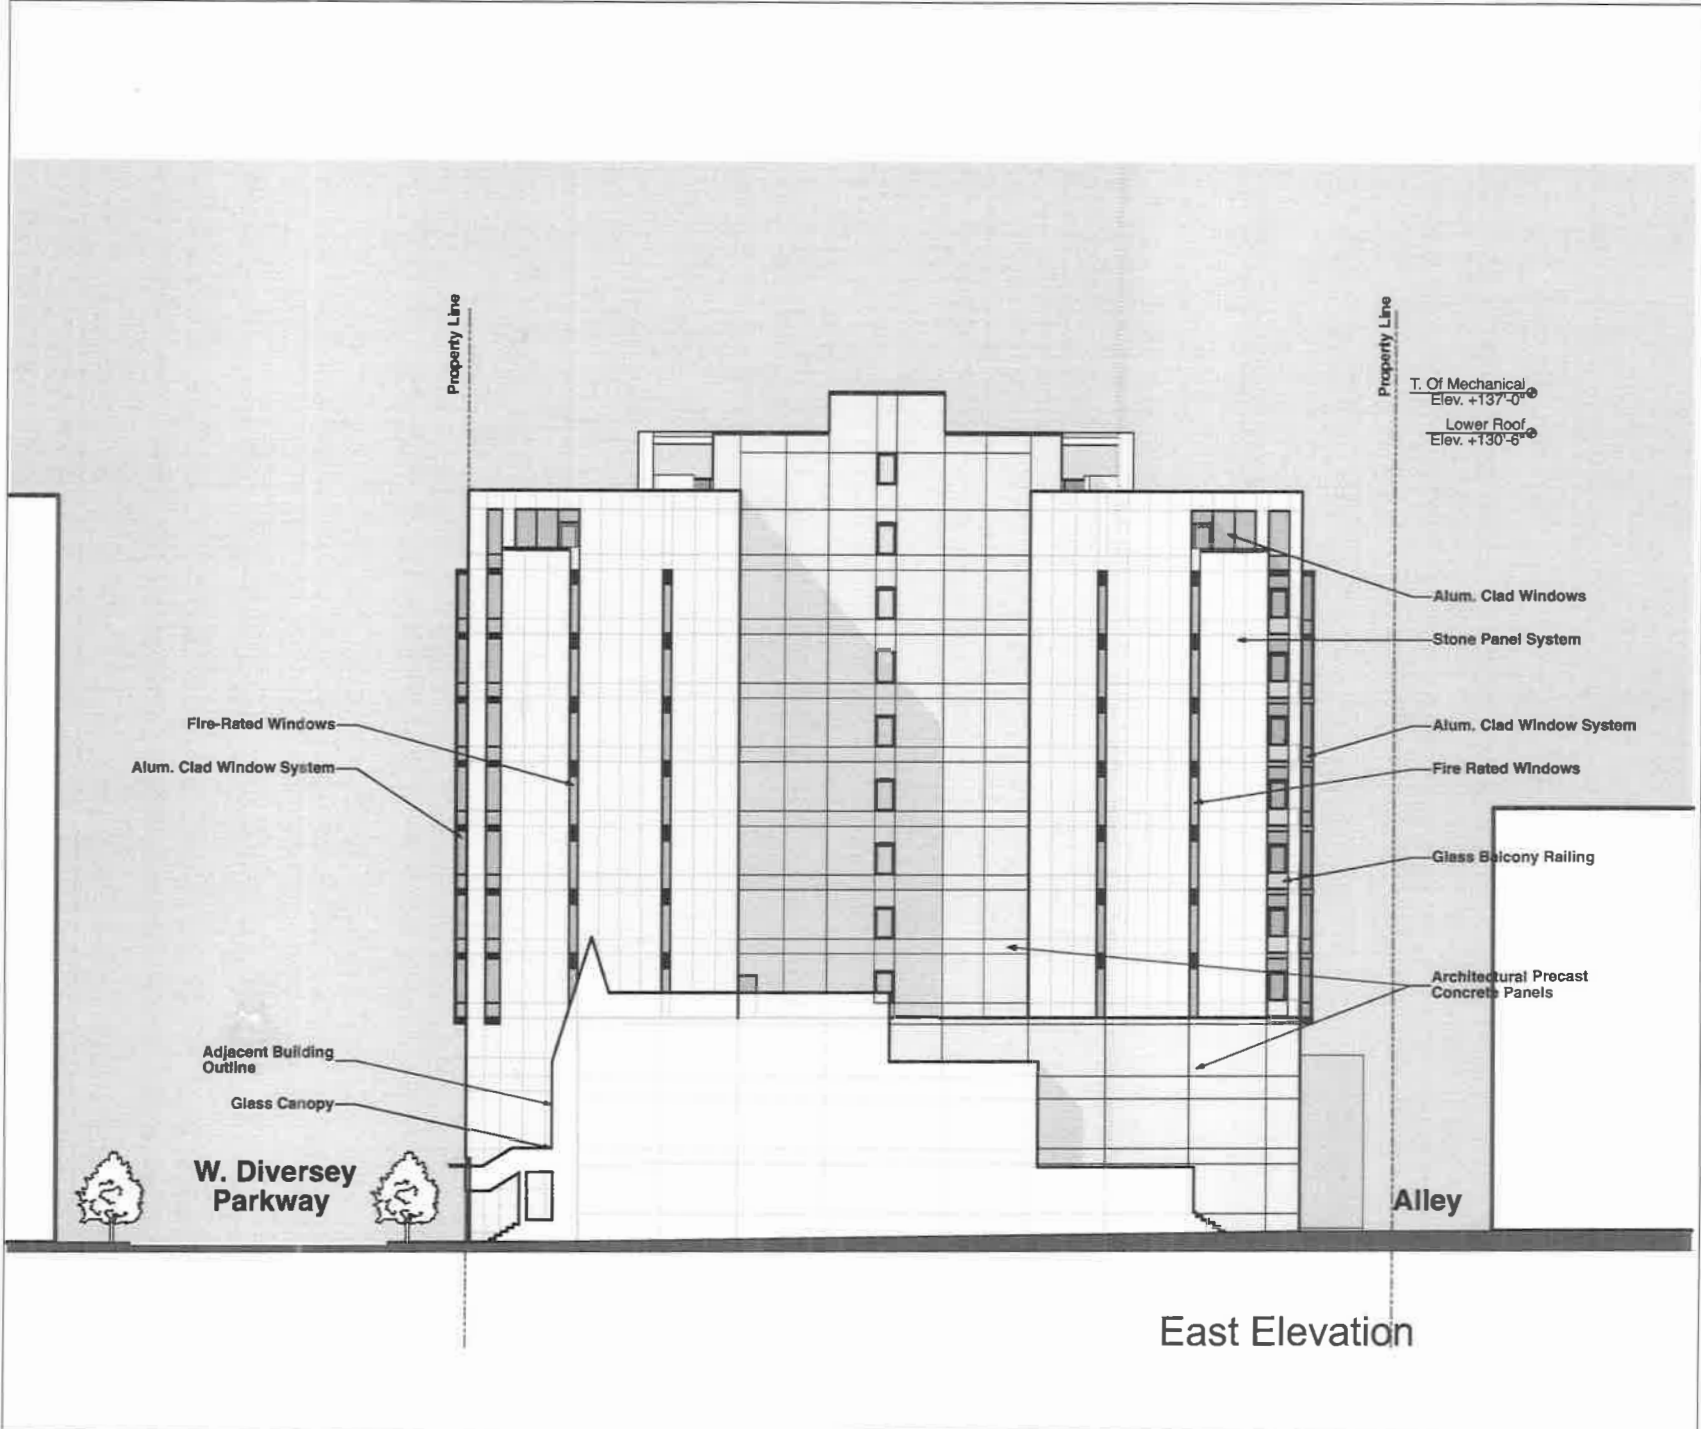 Property Line
Property Line
T. Of Mechanical
Elev. +137'-0"
Lower Roof
Elev. +130'-6"
Alum. Clad Windows
Stone Panel System
Fire-Rated Windows
Alum. Clad Window System
Alum. Clad Window System
Fire Rated Windows
Glass Balcony Railing
Architectural Precast
Concrete Panels
Adjacent Building
Outline
Glass Canopy
W. Diversey
Parkway
Alley
East Elevation